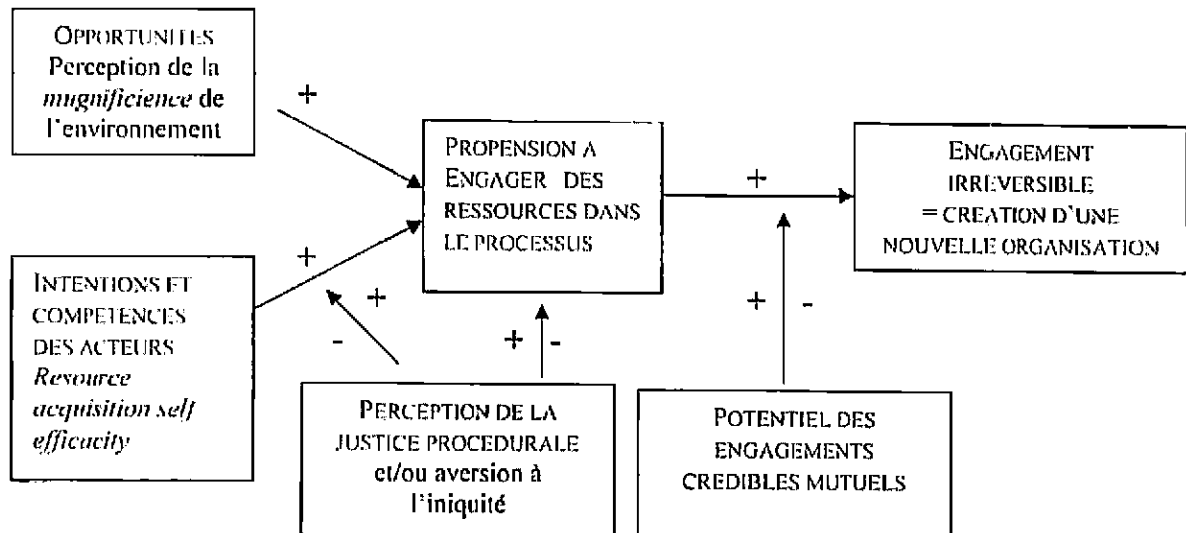 OPPORTUNITES
Perception de la
mugnificience de
l'environnement
+
PROPENSION A
ENGAGER DES
RESSOURCES DANS
LE PROCESSUS
+
ENGAGEMENT
IRREVERSIBLE
= CREATION D'UNE
NOUVELLE ORGANISATION
INTENTIONS ET
COMPETENCES
DES ACTEURS
Resource
acquisition self
efficacity
+
+
-
+ -
+ -
PERCEPTION DE LA
JUSTICE PROCEDURALE
et/ou aversion à
l'iniquité
POTENTIEL DES
ENGAGEMENTS
CREDIBLES MUTUELS